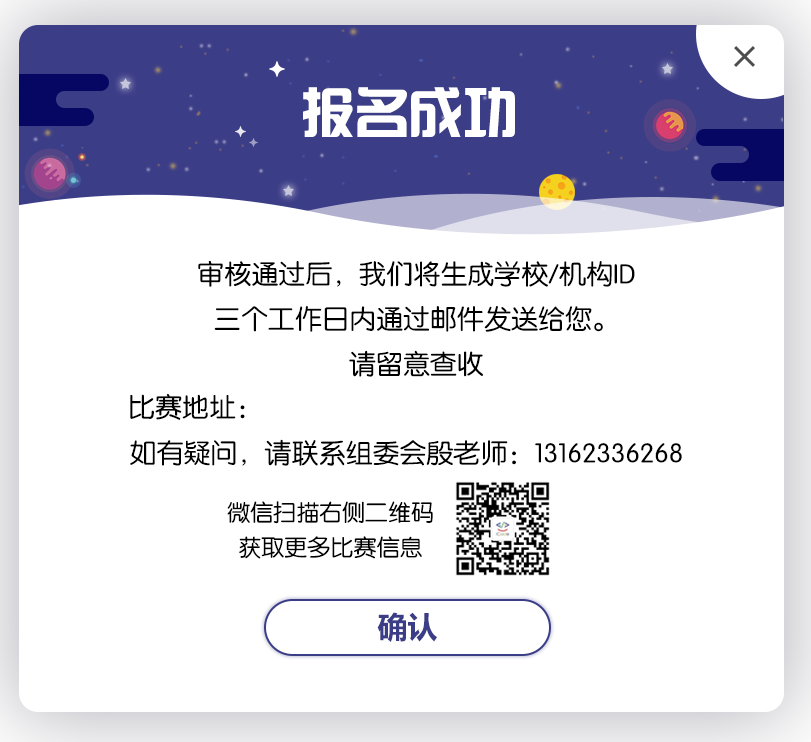 报名成功
审核通过后，我们将生成学校/机构ID
三个工作日内通过邮件发送给您。
请留意查收
比赛地址：
如有疑问，请联系组委会殷老师：13162336268
微信扫描右侧二维码
获取更多比赛信息
确认